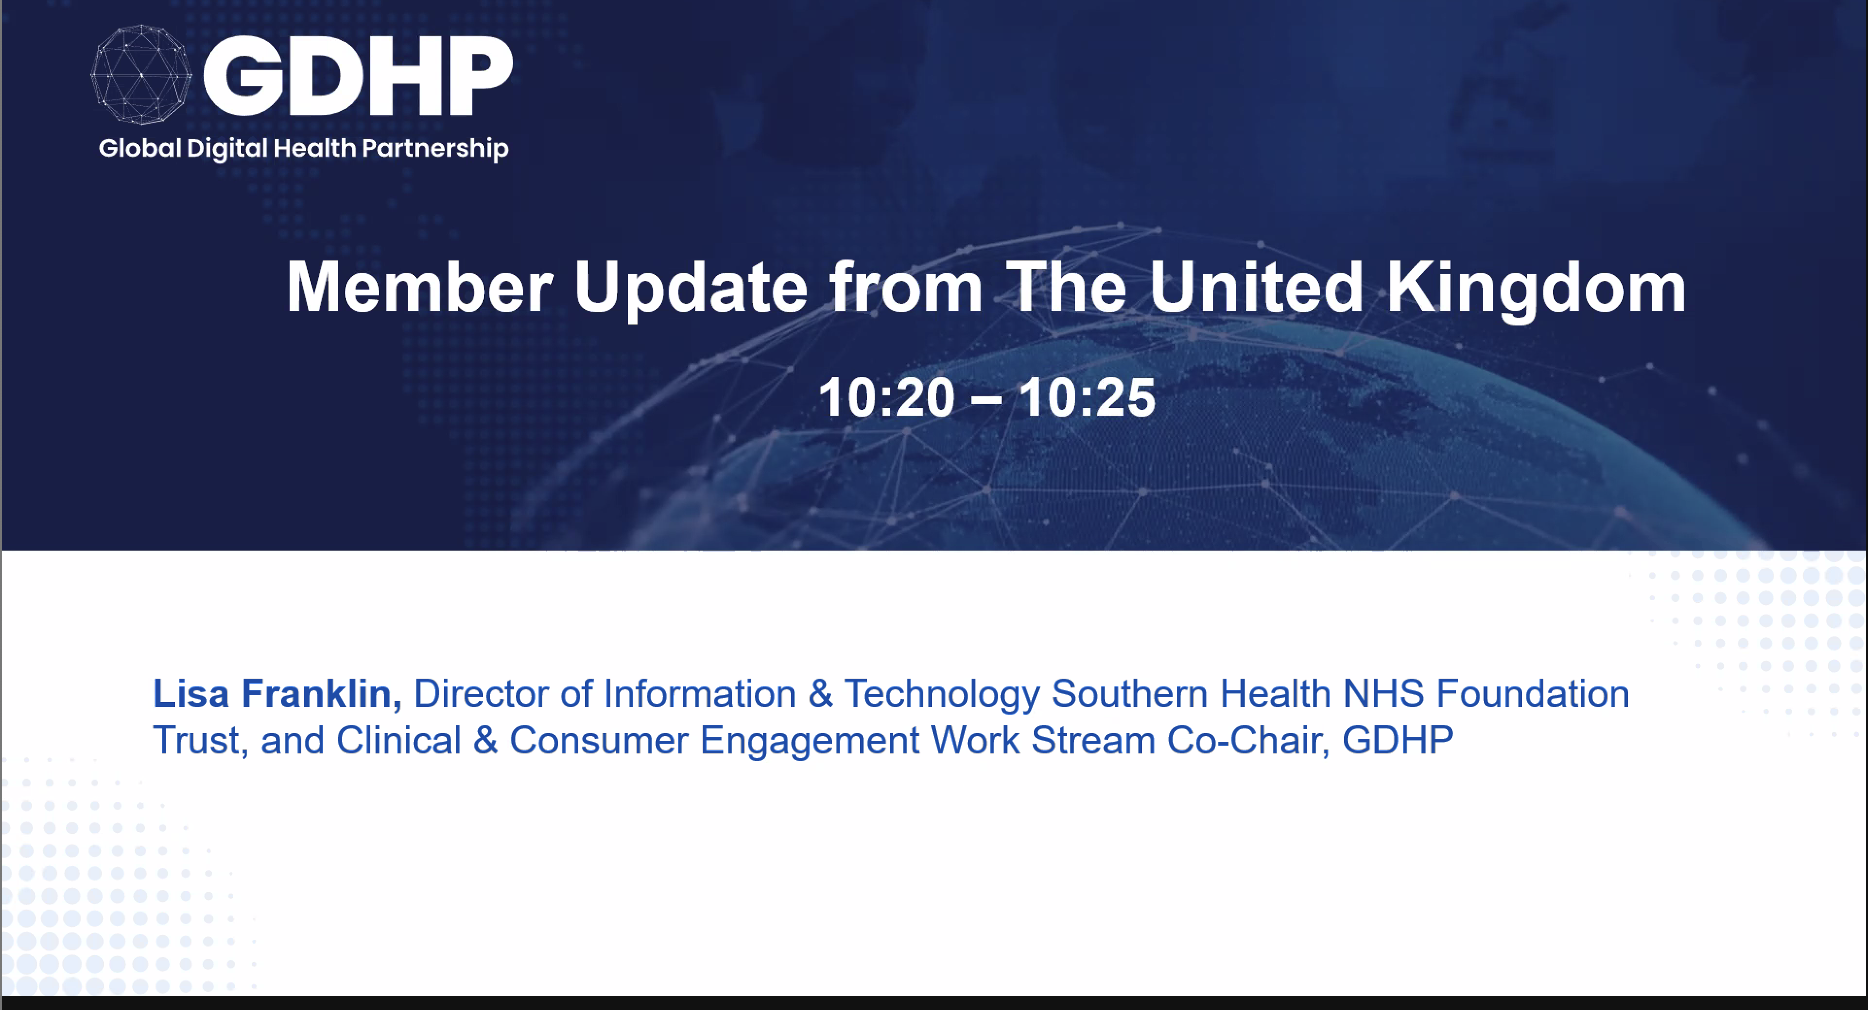 GDHP
Global Digital Health Partnership
Member Update from The United Kingdom
10:20 – 10:25
Lisa Franklin, Director of Information & Technology Southern Health NHS Foundation
Trust, and Clinical & Consumer Engagement Work Stream Co-Chair, GDHP